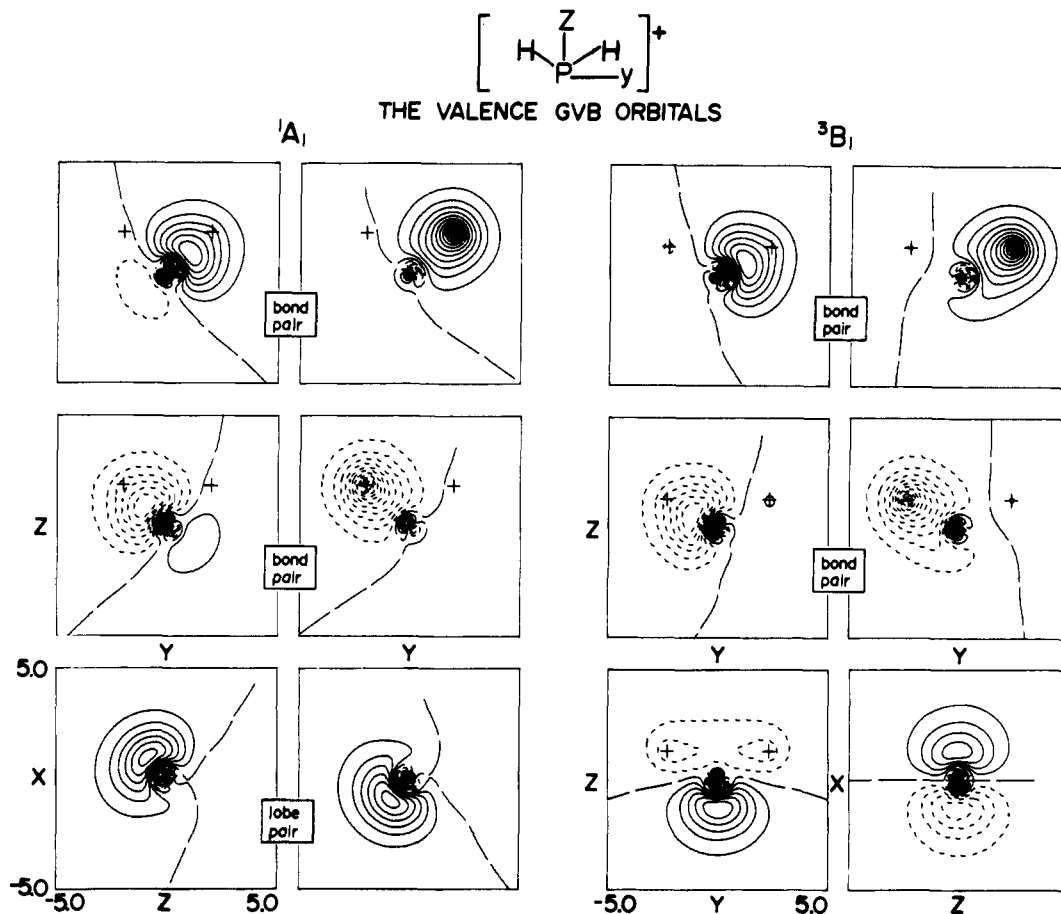 Z
H H +
P y
THE VALENCE GVB ORBITALS
¹A₁ ³B₁
bond pair
bond pair
Z
bond pair
Z
bond pair
Y Y Y Y
5.0
X
-5.0
lobe pair
Z
X
-5.0 Z 5.0 Z -5.0 Y 5.0 Z